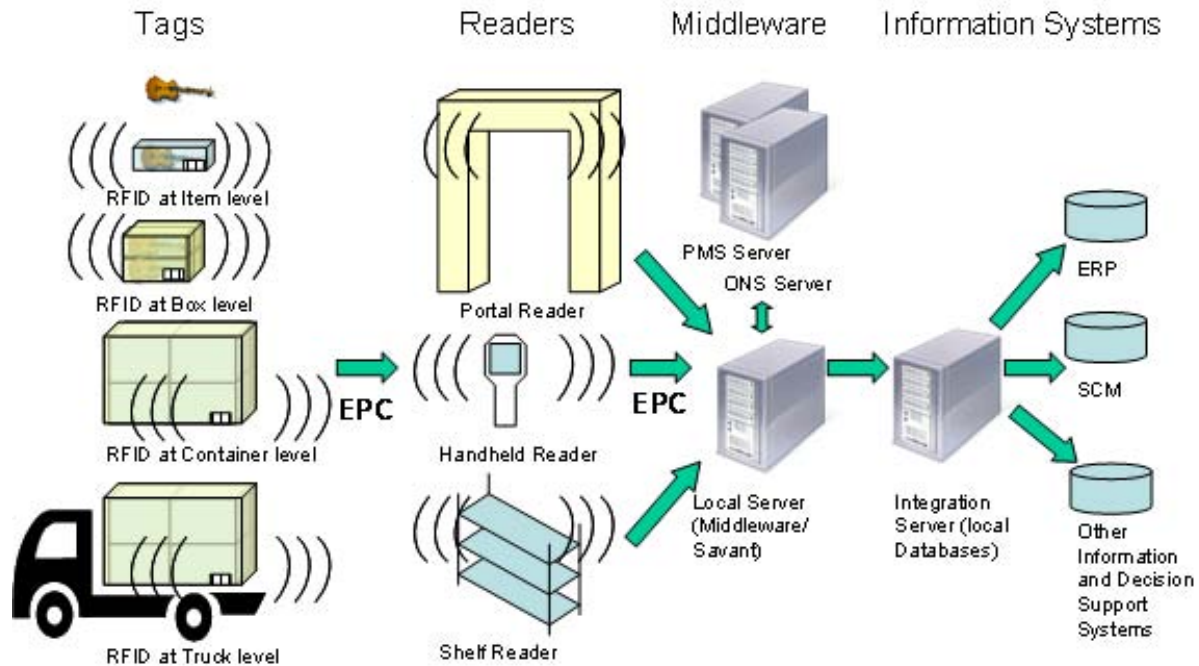 Tags
Readers
Middleware
Information Systems
RFID at Item level
RFID at Box level
RFID at Container level
RFID at Truck level
EPC
Portal Reader
Handheld Reader
Shelf Reader
EPC
PMS Server
ONS Server
Local Server
(Middleware/
Savant)
Integration
Server (local
Databases)
ERP
SCM
Other
Information
and Decision
Support
Systems